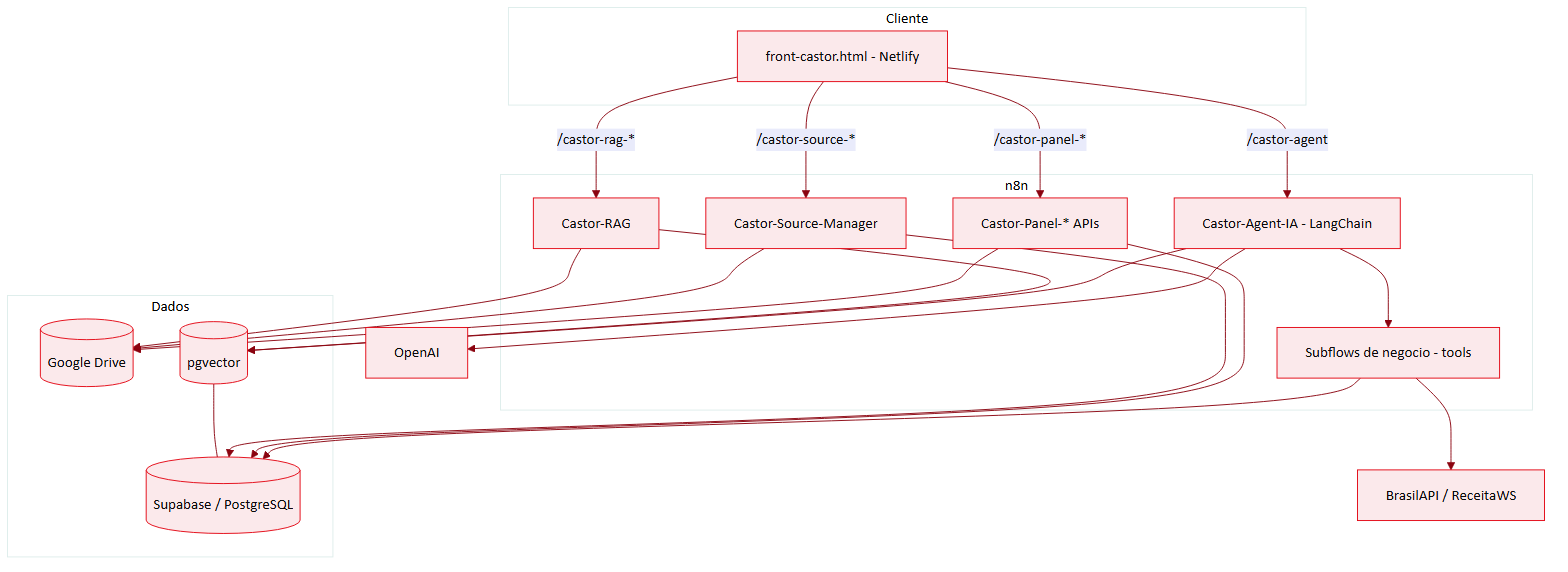 Cliente
front-castor.html - Netlify
/castor-rag-*
/castor-source-*
/castor-panel-*
/castor-agent
n8n
Castor-RAG
Castor-Source-Manager
Castor-Panel-* APIs
Castor-Agent-IA - LangChain
Dados
Google Drive
pgvector
OpenAI
Subflows de negocio - tools
Supabase / PostgreSQL
BrasilAPI / ReceitaWS